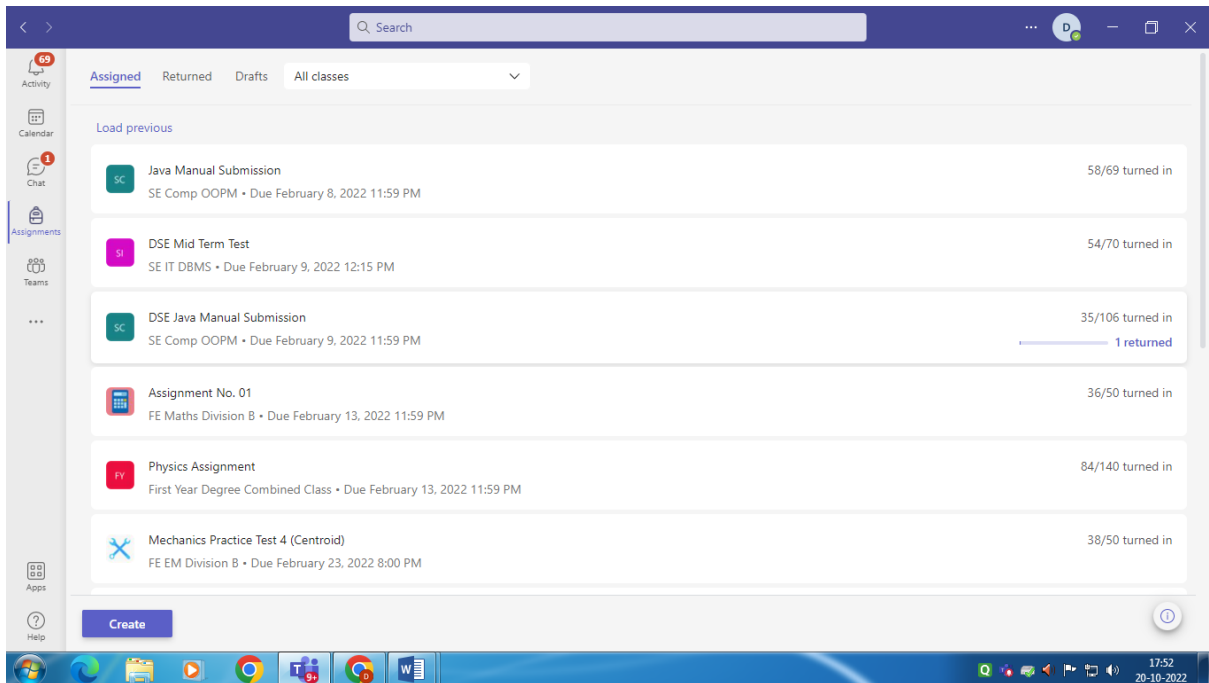 Search
...
D
69
Activity
Calendar
1
Chat
Assignments
Teams
...
Apps
Help
Assigned Returned Drafts All classes
Load previous
SC
Java Manual Submission
58/69 turned in
SE Comp OOPM • Due February 8, 2022 11:59 PM
SI
DSE Mid Term Test
54/70 turned in
SE IT DBMS • Due February 9, 2022 12:15 PM
SC
DSE Java Manual Submission
35/106 turned in
SE Comp OOPM • Due February 9, 2022 11:59 PM
1 returned
Assignment No. 01
36/50 turned in
FE Maths Division B • Due February 13, 2022 11:59 PM
FY
Physics Assignment
84/140 turned in
First Year Degree Combined Class • Due February 13, 2022 11:59 PM
Mechanics Practice Test 4 (Centroid)
38/50 turned in
FE EM Division B • Due February 23, 2022 8:00 PM
Create
T
9+
D
W
Q
17:52
20-10-2022